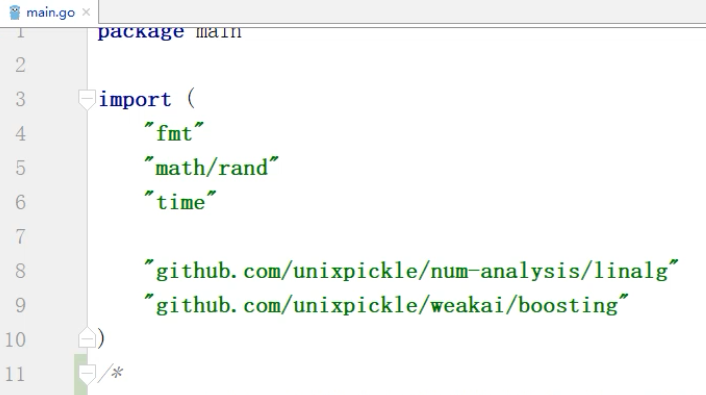 main.go
1 package main
2
3 import (
4 "fmt"
5 "math/rand"
6 "time"
7
8 "github.com/unixpickle/num-analysis/linalg"
9 "github.com/unixpickle/weakai/boosting"
10 )
11 /*